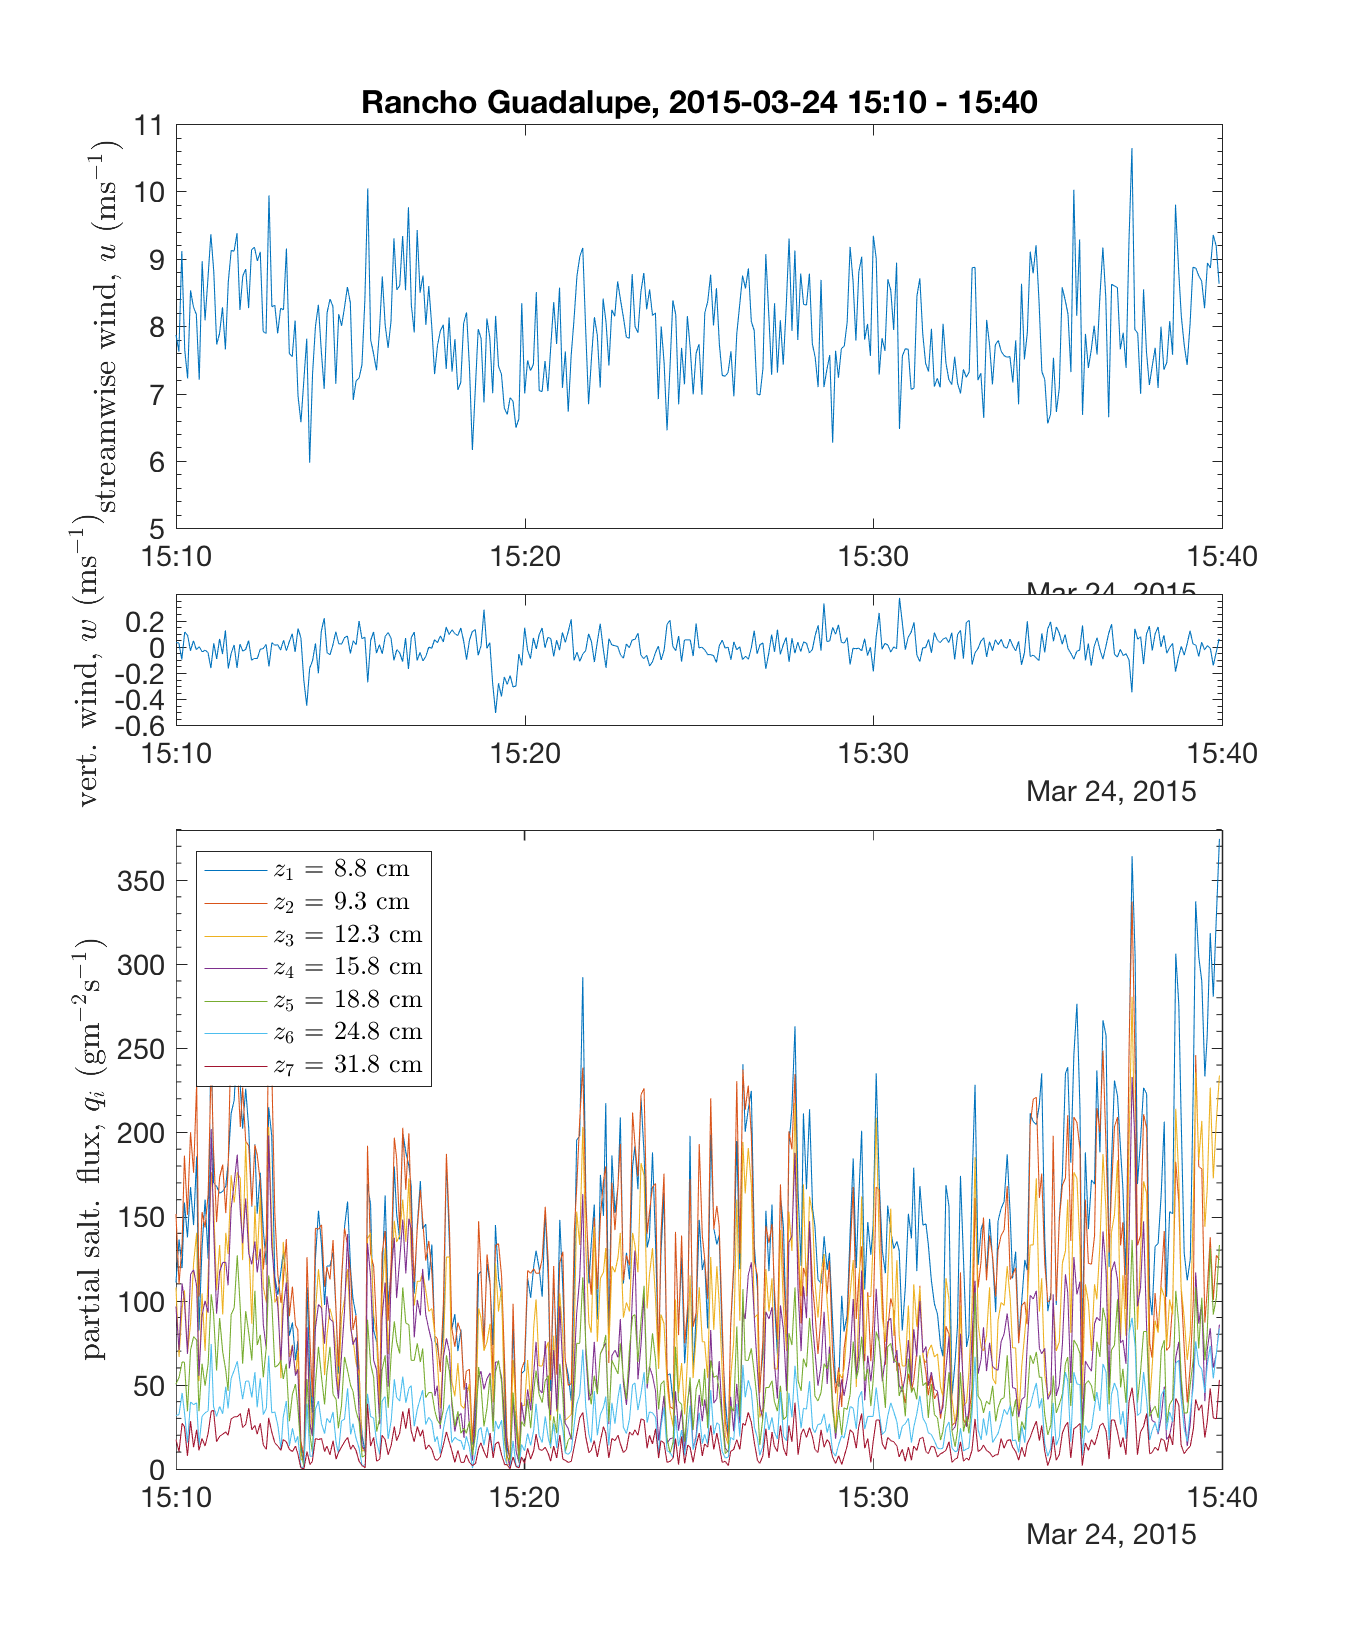 Rancho Guadalupe, 2015-03-24 15:10 - 15:40
streamwise wind, u (ms⁻¹)
11
10
9
8
7
6
5
15:10 15:20 15:30 15:40
Mar 24, 2015
vert. wind, w (ms⁻¹)
0.2
0
-0.2
-0.4
-0.6
15:10 15:20 15:30 15:40
Mar 24, 2015
partial salt. flux, qᵢ (gm⁻²s⁻¹)
350
300
250
200
150
100
50
0
z₁ = 8.8 cm
z₂ = 9.3 cm
z₃ = 12.3 cm
z₄ = 15.8 cm
z₅ = 18.8 cm
z₆ = 24.8 cm
z₇ = 31.8 cm
15:10 15:20 15:30 15:40
Mar 24, 2015